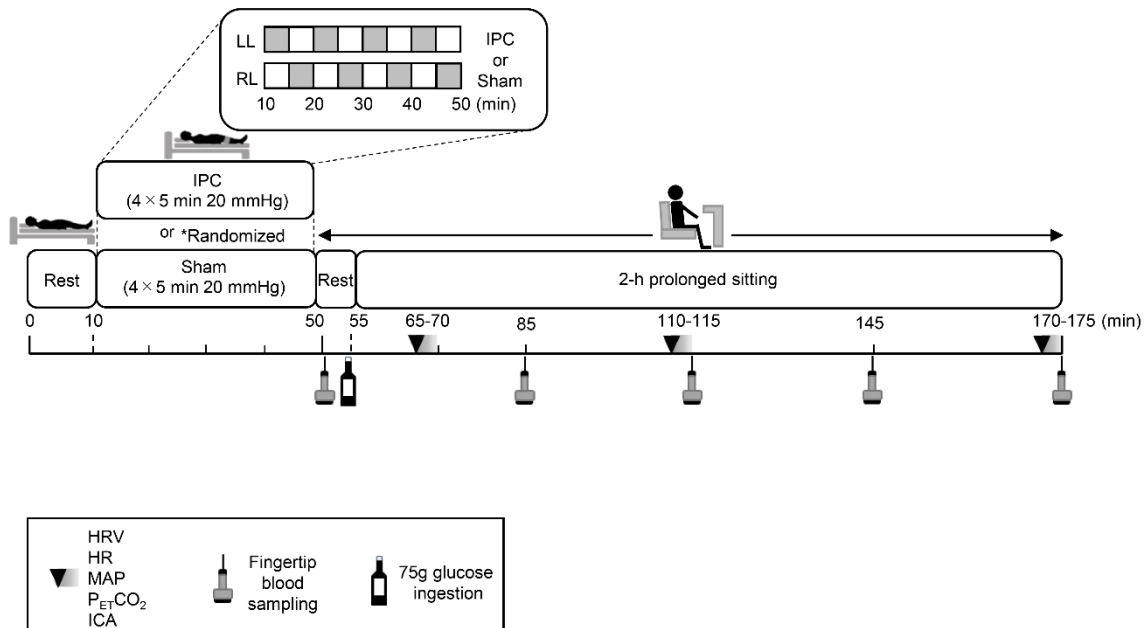 LL
RL
IPC
or
Sham
10 20 30 40 50 (min)
IPC
(4 × 5 min 20 mmHg)
or *Randomized
Rest
Sham
(4 × 5 min 20 mmHg)
Rest
2-h prolonged sitting
0 10 50 55 65-70 85 110-115 145 170-175 (min)
HRV
HR
MAP
PETCO2
ICA
Fingertip
blood
sampling
75g glucose
ingestion